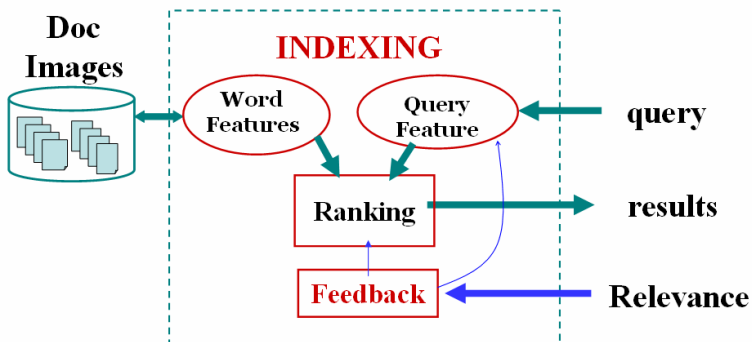 Doc
Images
INDEXING
Word
Features
Query
Feature
query
Ranking
results
Feedback
Relevance